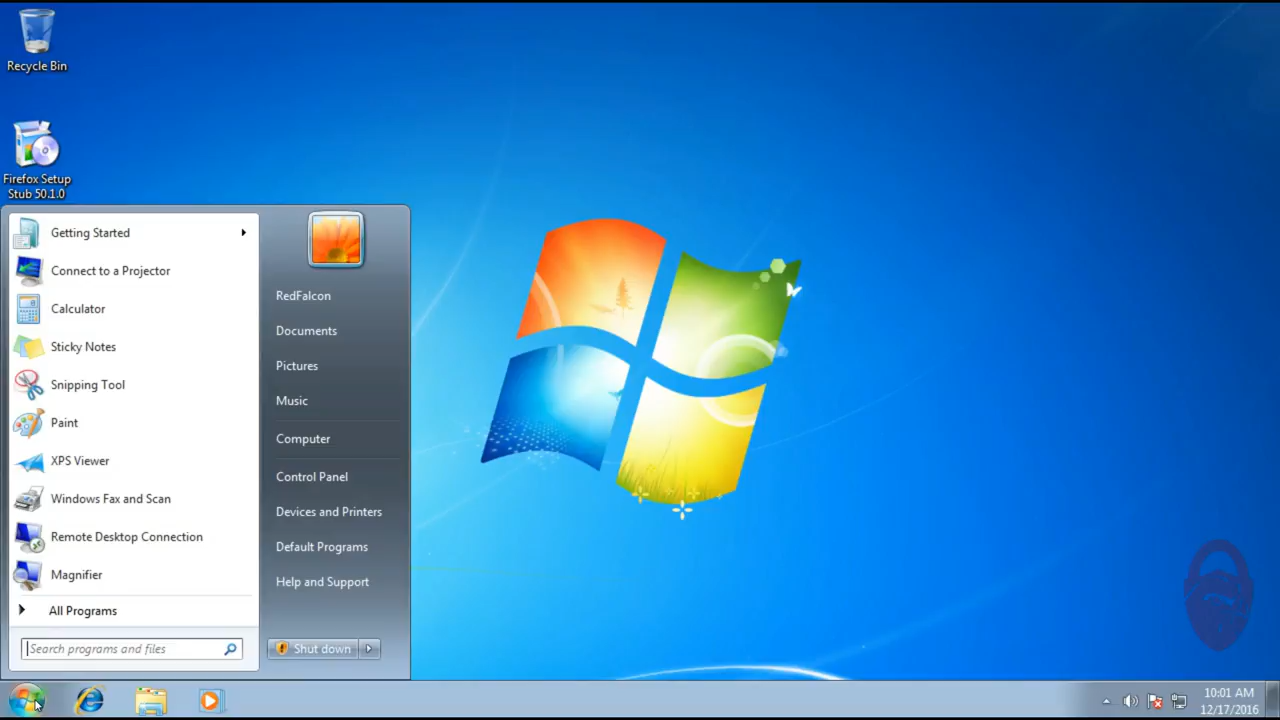 Recycle Bin
Firefox Setup
Stub 50.1.0
Getting Started
Connect to a Projector
Calculator
Sticky Notes
Snipping Tool
Paint
XPS Viewer
Windows Fax and Scan
Remote Desktop Connection
Magnifier
All Programs
Search programs and files
RedFalcon
Documents
Pictures
Music
Computer
Control Panel
Devices and Printers
Default Programs
Help and Support
Shut down
10:01 AM
12/17/2016